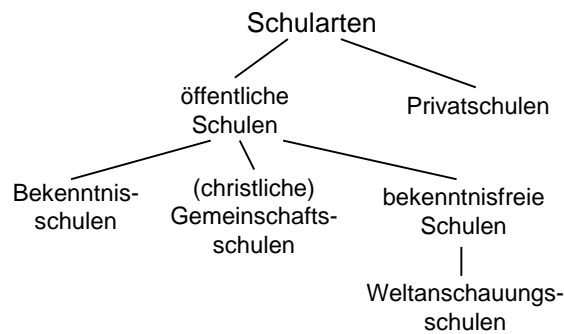 Schularten
öffentliche
Schulen
Privatschulen
Bekenntnis-
schulen
(christliche)
Gemeinschafts-
schulen
bekenntnisfreie
Schulen
Weltanschauungs-
schulen